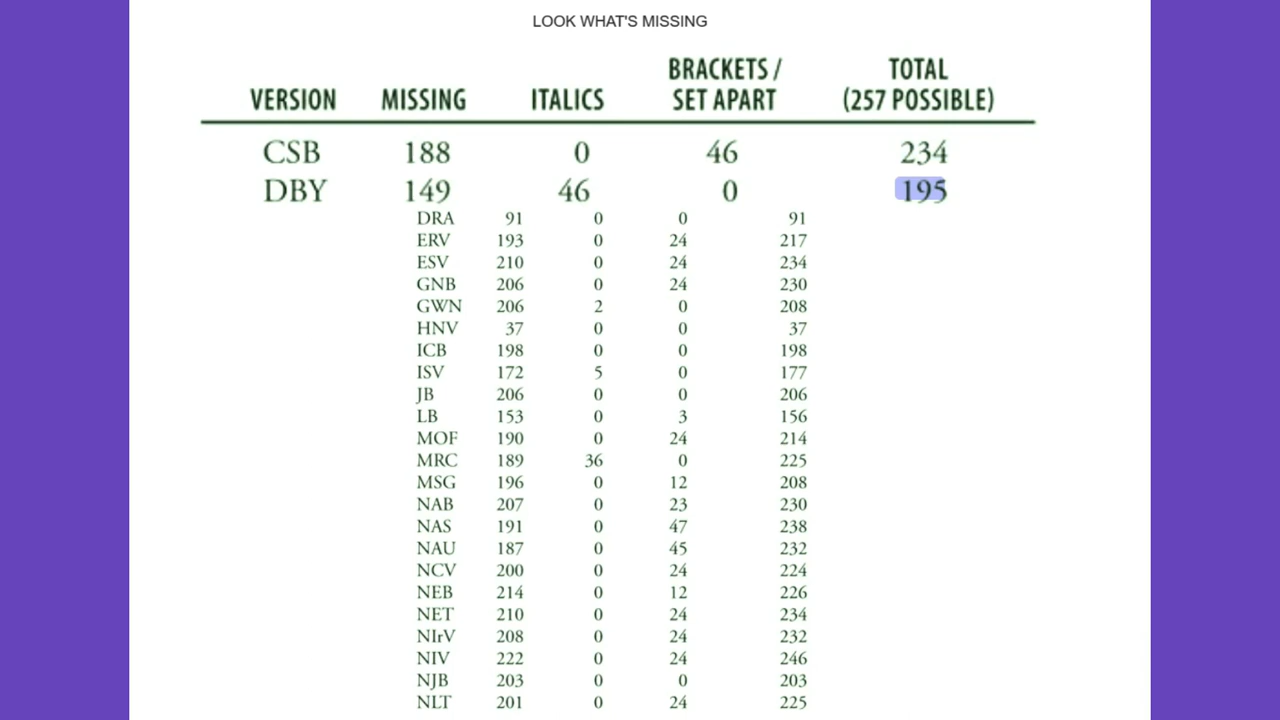 LOOK WHAT'S MISSING
BRACKETS / TOTAL
VERSION MISSING ITALICS SET APART (257 POSSIBLE)
CSB 188 0 46 234
DBY 149 46 0 195
DRA 91 0 0 91
ERV 193 0 24 217
ESV 210 0 24 234
GNB 206 0 24 230
GWN 206 2 0 208
HNV 37 0 0 37
ICB 198 0 0 198
ISV 172 5 0 177
JB 206 0 0 206
LB 153 0 3 156
MOF 190 0 24 214
MRC 189 36 0 225
MSG 196 0 12 208
NAB 207 0 23 230
NAS 191 0 47 238
NAU 187 0 45 232
NCV 200 0 24 224
NEB 214 0 12 226
NET 210 0 24 234
NIrV 208 0 24 232
NIV 222 0 24 246
NJB 203 0 0 203
NLT 201 0 24 225